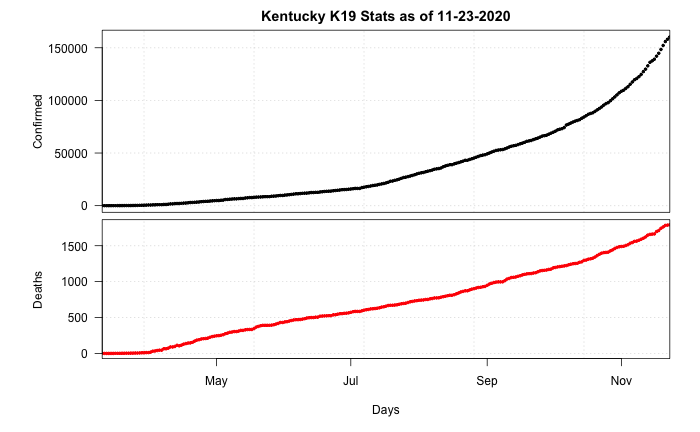 Kentucky K19 Stats as of 11-23-2020
Confirmed
150000
100000
50000
0
Deaths
1500
1000
500
0
May Jul Sep Nov
Days